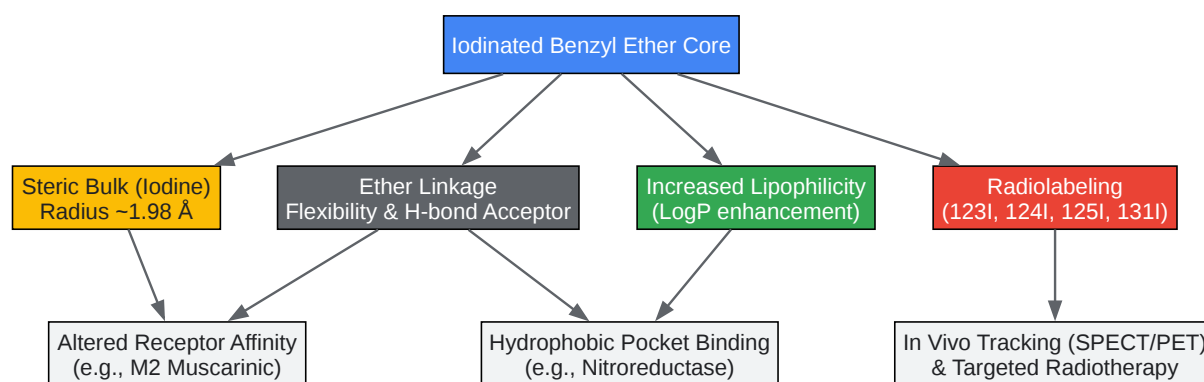 Iodinated Benzyl Ether Core
Steric Bulk (Iodine)
Radius ~1.98 Å
Ether Linkage
Flexibility & H-bond Acceptor
Increased Lipophilicity
(LogP enhancement)
Radiolabeling
(123I, 124I, 125I, 131I)
Altered Receptor Affinity
(e.g., M2 Muscarinic)
Hydrophobic Pocket Binding
(e.g., Nitroreductase)
In Vivo Tracking (SPECT/PET)
& Targeted Radiotherapy